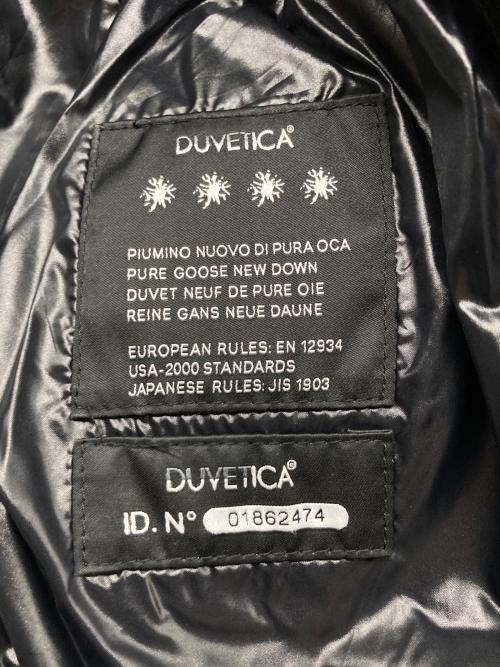 DUVETICA®
PIUMINO NUOVO DI PURA OCA
PURE GOOSE NEW DOWN
DUVET NEUF DE PURE OIE
REINE GANS NEUE DAUNE
EUROPEAN RULES: EN 12934
USA-2000 STANDARDS
JAPANESE RULES: JIS 1903
DUVETICA®
ID. N° 01862474